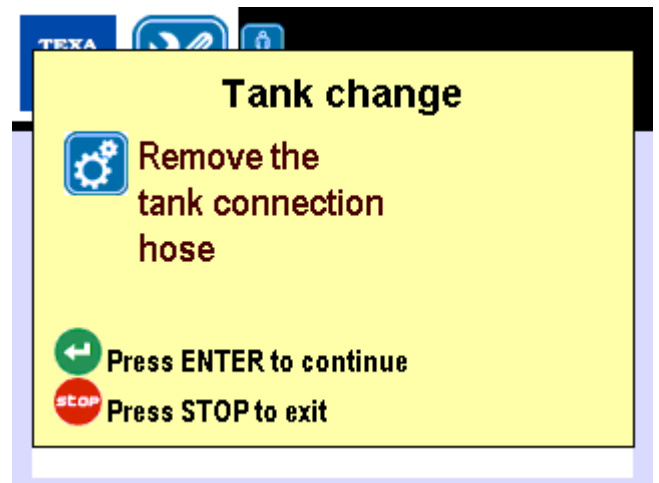 TEXA
Tank change
Remove the
tank connection
hose
Press ENTER to continue
stop Press STOP to exit